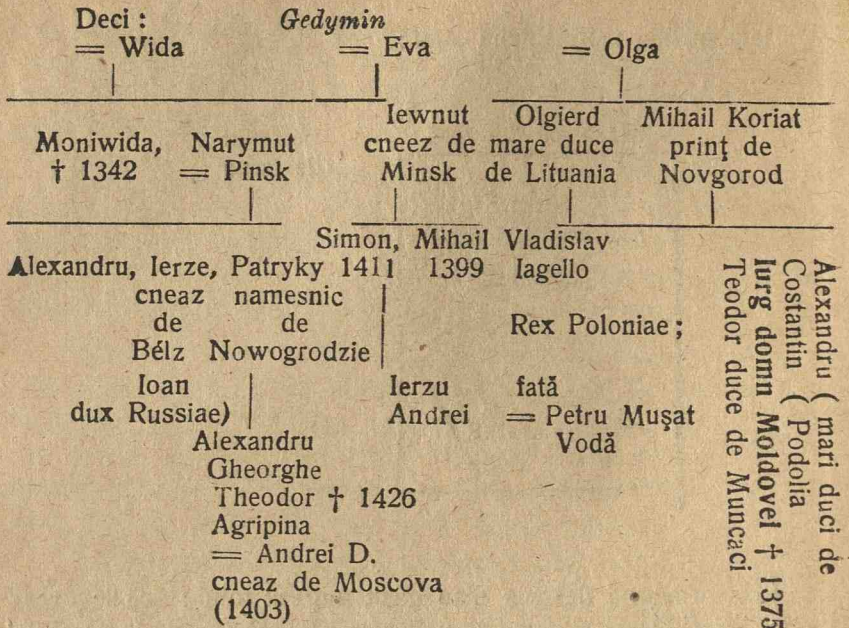 Deci : Gedymin
= Wida = Eva = Olga
Iewnut Olgierd Mihail Koriat
Moniwida, Narymut cneez de mare duce prinţ de
† 1342 = Pinsk Minsk de Lituania Novgorod
Simon, Mihail Vladislav
Alexandru, Ierze, Patryky 1411 1399 Iagello
cneaz namesnic
de de Rex Poloniae ;
Bélz Nowogrodzie
Ioan Ierzu fată
dux Russiae) Andrei = Petru Muşat
Alexandru Vodă
Gheorghe
Theodor † 1426
Agripina
= Andrei D.
cneaz de Moscova
(1403)
Alexandru ( mari duci de
Costantin ( Podolia
Iurg domn Moldovei † 1375
Teodor duce de Muncaci